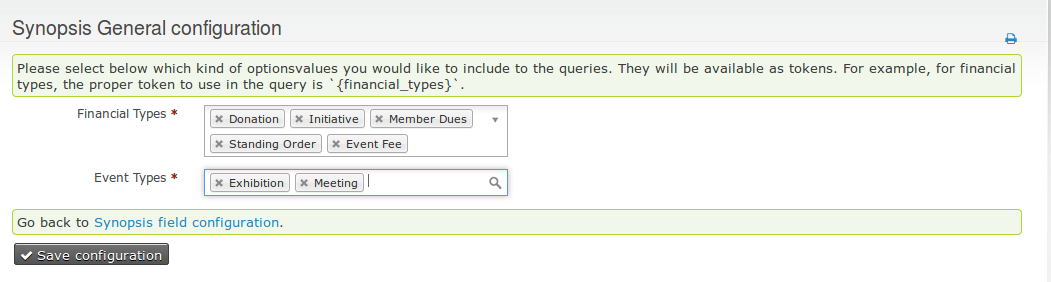 Synopsis General configuration
Please select below which kind of optionsvalues you would like to include to the queries. They will be available as tokens. For example, for financial
types, the proper token to use in the query is `{financial_types}`.
Financial Types *
Donation Initiative Member Dues
Standing Order Event Fee
Event Types *
Exhibition Meeting
Go back to Synopsis field configuration.
Save configuration